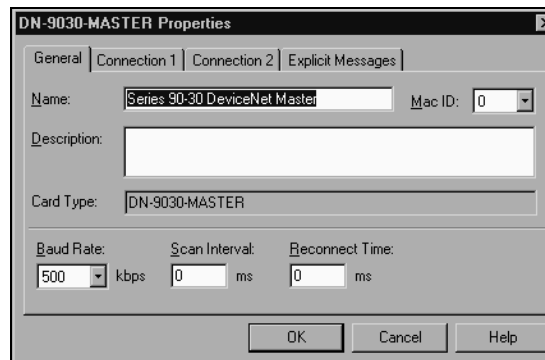 DN-9030-MASTER Properties
General Connection 1 Connection 2 Explicit Messages
Name: Series 90-30 DeviceNet Master Mac ID: 0
Description:
Card Type: DN-9030-MASTER
Baud Rate: Scan Interval: Reconnect Time:
500 kbps 0 ms 0 ms
OK Cancel Help